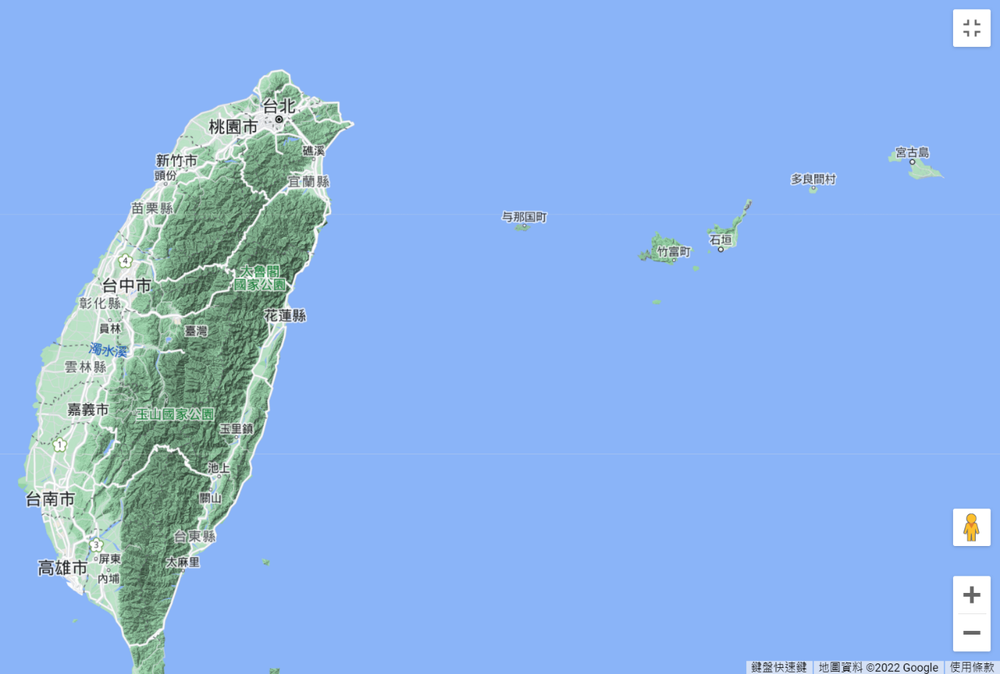 台北
桃園市
礁溪
宮古島
新竹市
頭份
宜蘭縣
多良間村
苗栗縣
与那国町
石垣
竹富町
4
太魯閣
國家公園
台中市
彰化縣
花蓮縣
員林
臺灣
濁水溪
雲林縣
嘉義市
玉山國家公園
玉里鎮
1
池上
關山
台南市
台東縣
3
屏東
太麻里
高雄市
內埔
鍵盤快速鍵
地圖資料 ©2022 Google
使用條款